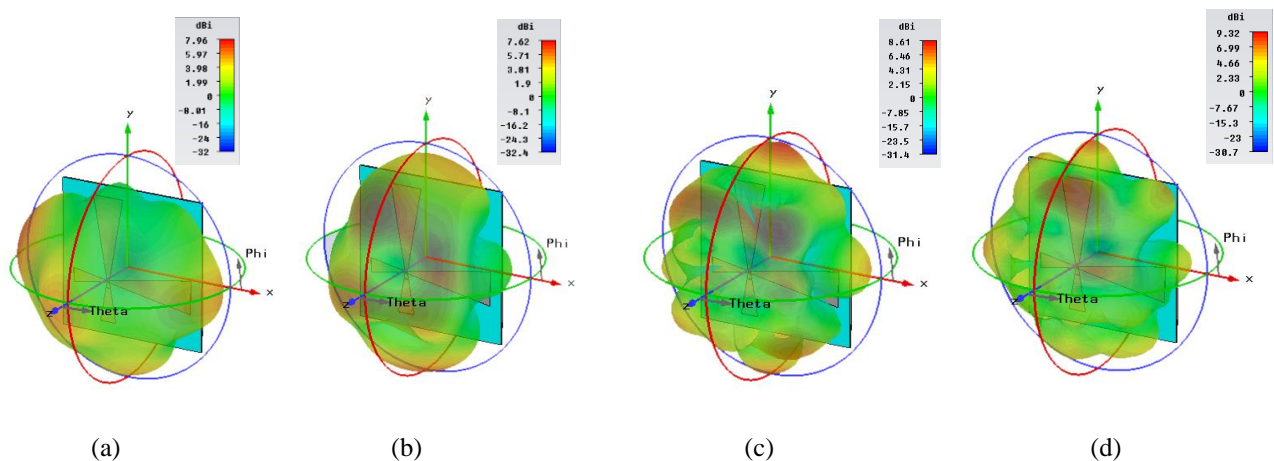 dBi
7.96
5.97
3.98
1.99
0
-8.01
-16
-24
-32
y
Phi
x
z
Theta
dBi
7.62
5.71
3.81
1.9
0
-8.1
-16.2
-24.3
-32.4
y
Phi
x
z
Theta
dBi
8.61
6.46
4.31
2.15
0
-7.85
-15.7
-23.5
-31.4
y
Phi
x
z
Theta
dBi
9.32
6.99
4.66
2.33
0
-7.67
-15.3
-23
-30.7
y
Phi
x
z
Theta
(a) (b) (c) (d)